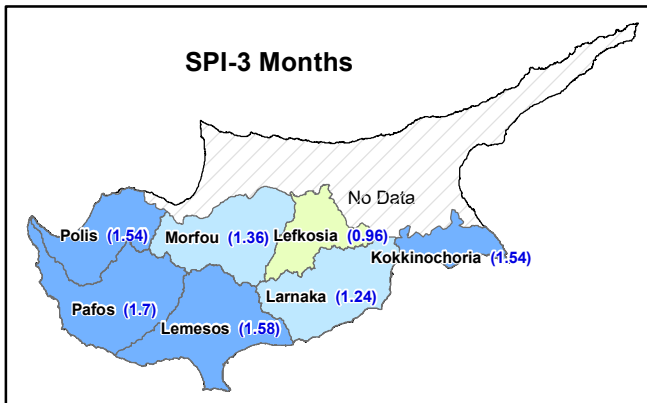 SPI-3 Months
No Data
Polis (1.54)
Morfou (1.36)
Lefkosia (0.96)
Kokkinochoria (1.54)
Pafos (1.7)
Larnaka (1.24)
Lemesos (1.58)